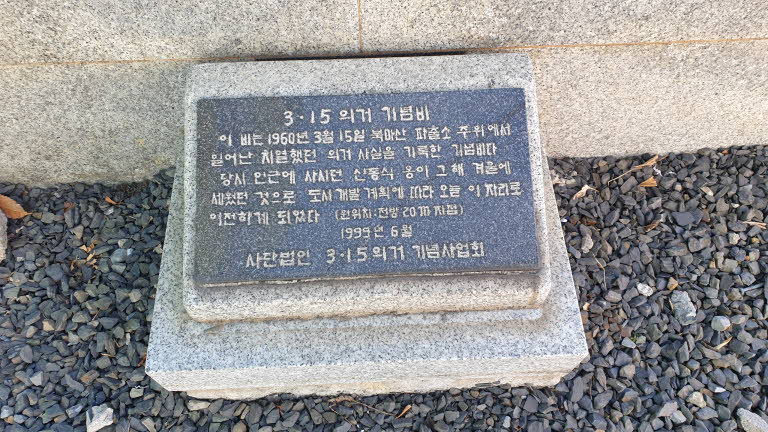 3·15 의거 기념비
이 비는 1960년 3월 15일 북마산 파출소 주위에서
일어난 치열했던 의거 사실을 기록한 기념비다
당시 인근에 사시던 신동식 옹이 그 해 겨울에
세웠던 것으로 도시 개발 계획에 따라 오늘 이 자리로
이전하게 되었다 (원위치:전방 20m 지점)
1999년 6월
사단법인 3·15 의거 기념사업회